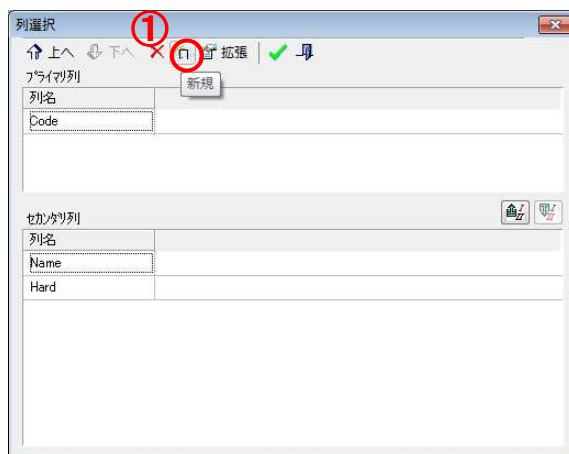 列選択
①
上へ 下へ 拡張
新規
プライマリ列
列名
Code
セカンダリ列
列名
Name
Hard